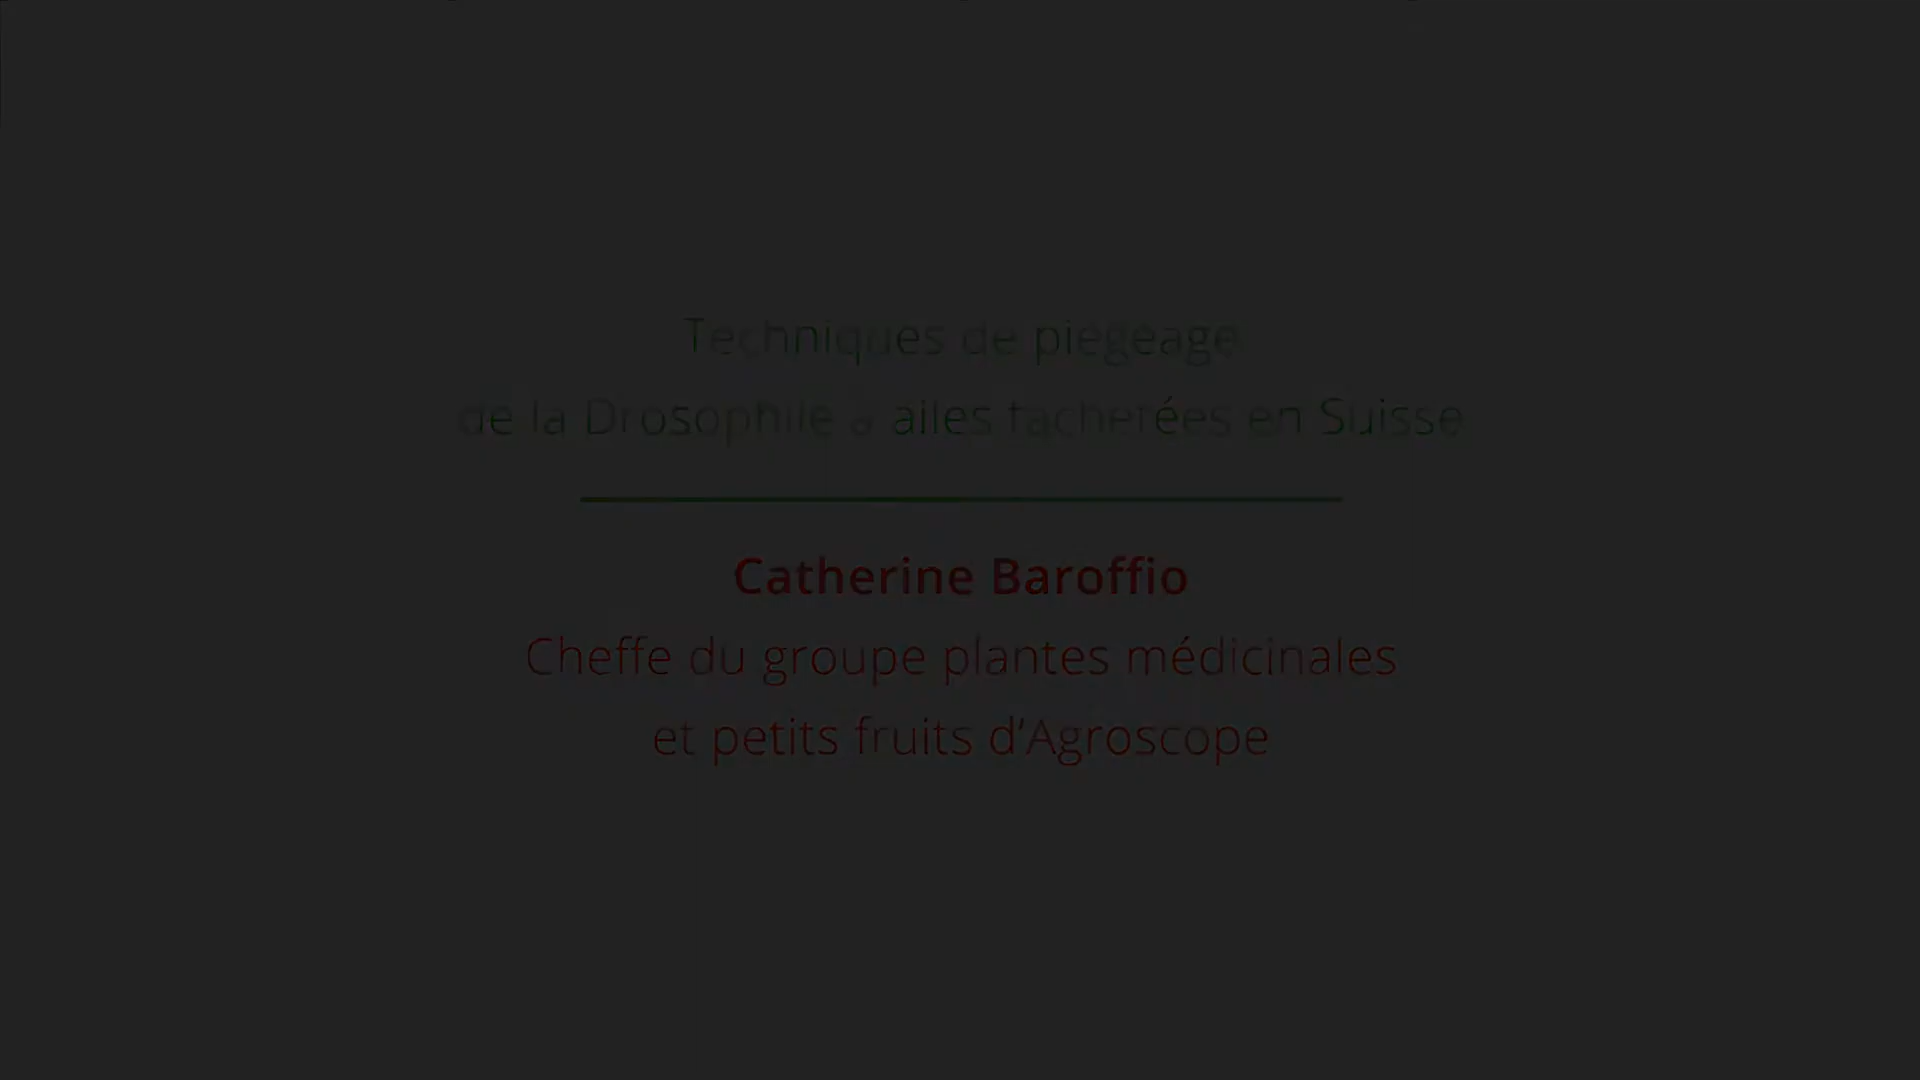 Techniques de piégeage
de la Drosophile à ailes tachetées en Suisse
Catherine Baroffio
Cheffe du groupe plantes médicinales
et petits fruits d’Agroscope